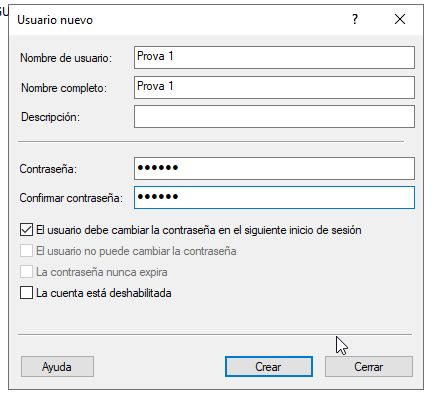 Usuario nuevo ? 
Nombre de usuario: Prova 1
Nombre completo: Prova 1
Descripción:
Contraseña: ●●●●●●
Confirmar contraseña: ●●●●●●
El usuario debe cambiar la contraseña en el siguiente inicio de sesión
El usuario no puede cambiar la contraseña
La contraseña nunca expira
La cuenta está deshabilitada
Ayuda Crear Cerrar